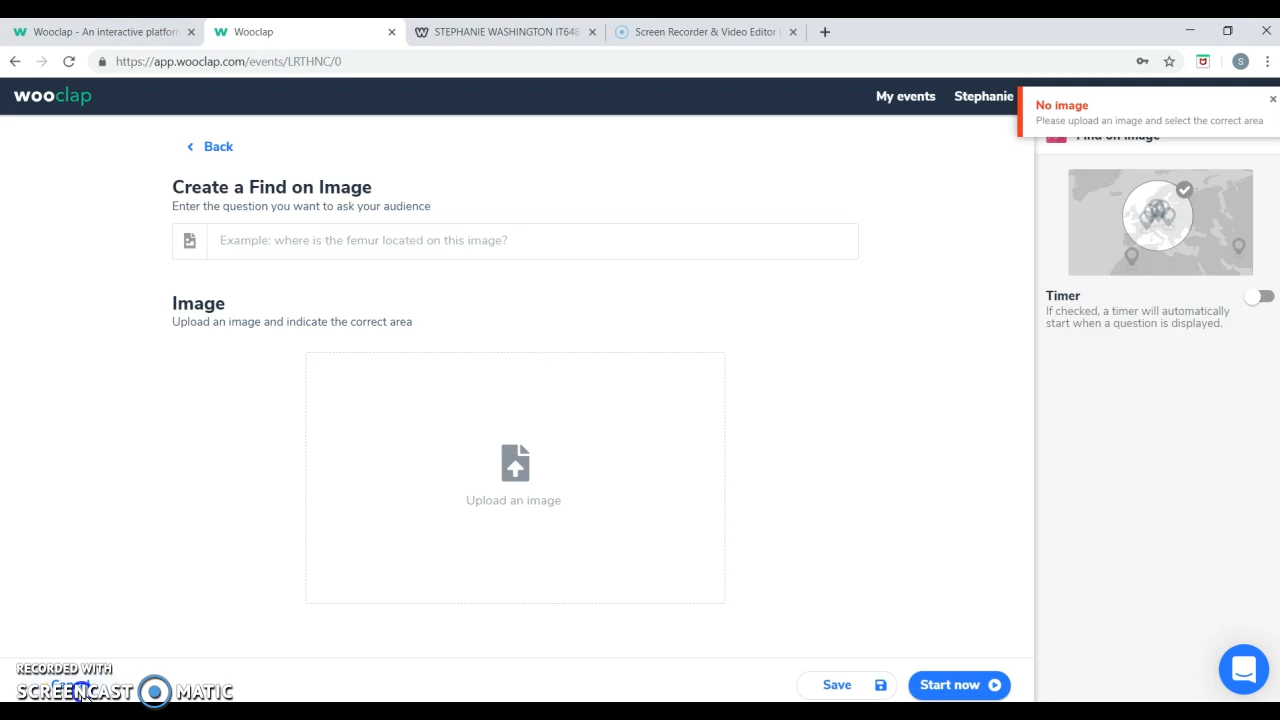 Wooclap - An interactive platform
Wooclap
STEPHANIE WASHINGTON IT648
Screen Recorder & Video Editor
https://app.wooclap.com/events/LRTHNC/0
S
wooclap
My events
Stephanie
No image
Please upload an image and select the correct area
Find on Image
Back
Create a Find on Image
Enter the question you want to ask your audience
Example: where is the femur located on this image?
Timer
If checked, a timer will automatically
start when a question is displayed.
Image
Upload an image and indicate the correct area
Upload an image
RECORDED WITH
SCREENCAST MATIC
Save
Start now